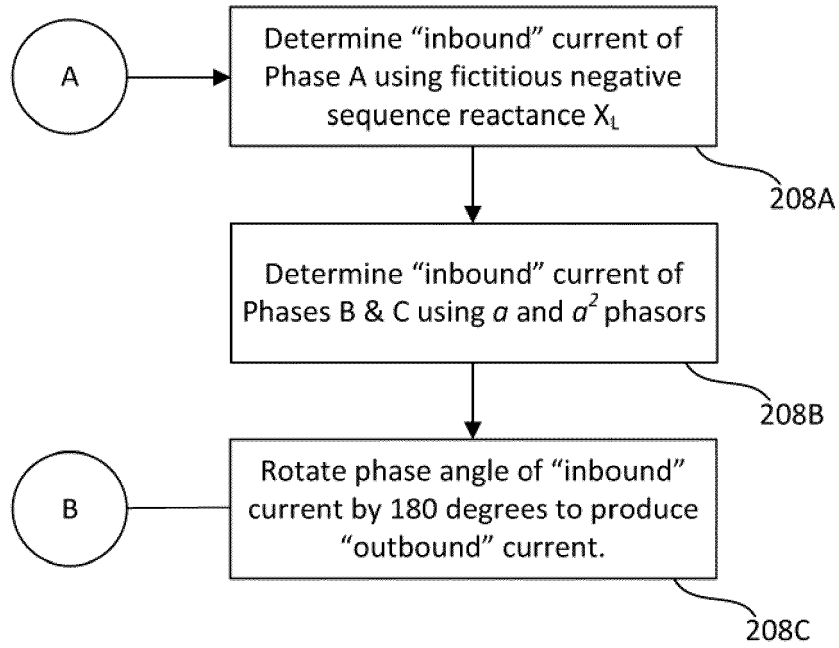 A
Determine “inbound” current of
Phase A using fictitious negative
sequence reactance X_L
208A
Determine “inbound” current of
Phases B & C using a and a² phasors
208B
B
Rotate phase angle of “inbound”
current by 180 degrees to produce
“outbound” current.
208C